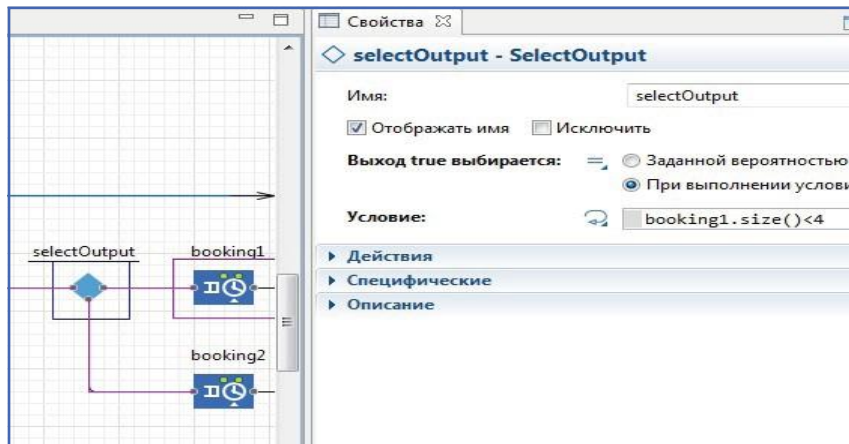 Свойства
selectOutput - SelectOutput
Имя:
selectOutput
Отображать имя
Исключить
Выход true выбирается:
Заданной вероятностью
При выполнении услови
Условие:
booking1.size()<4
Действия
Специфические
Описание
selectOutput
booking1
booking2